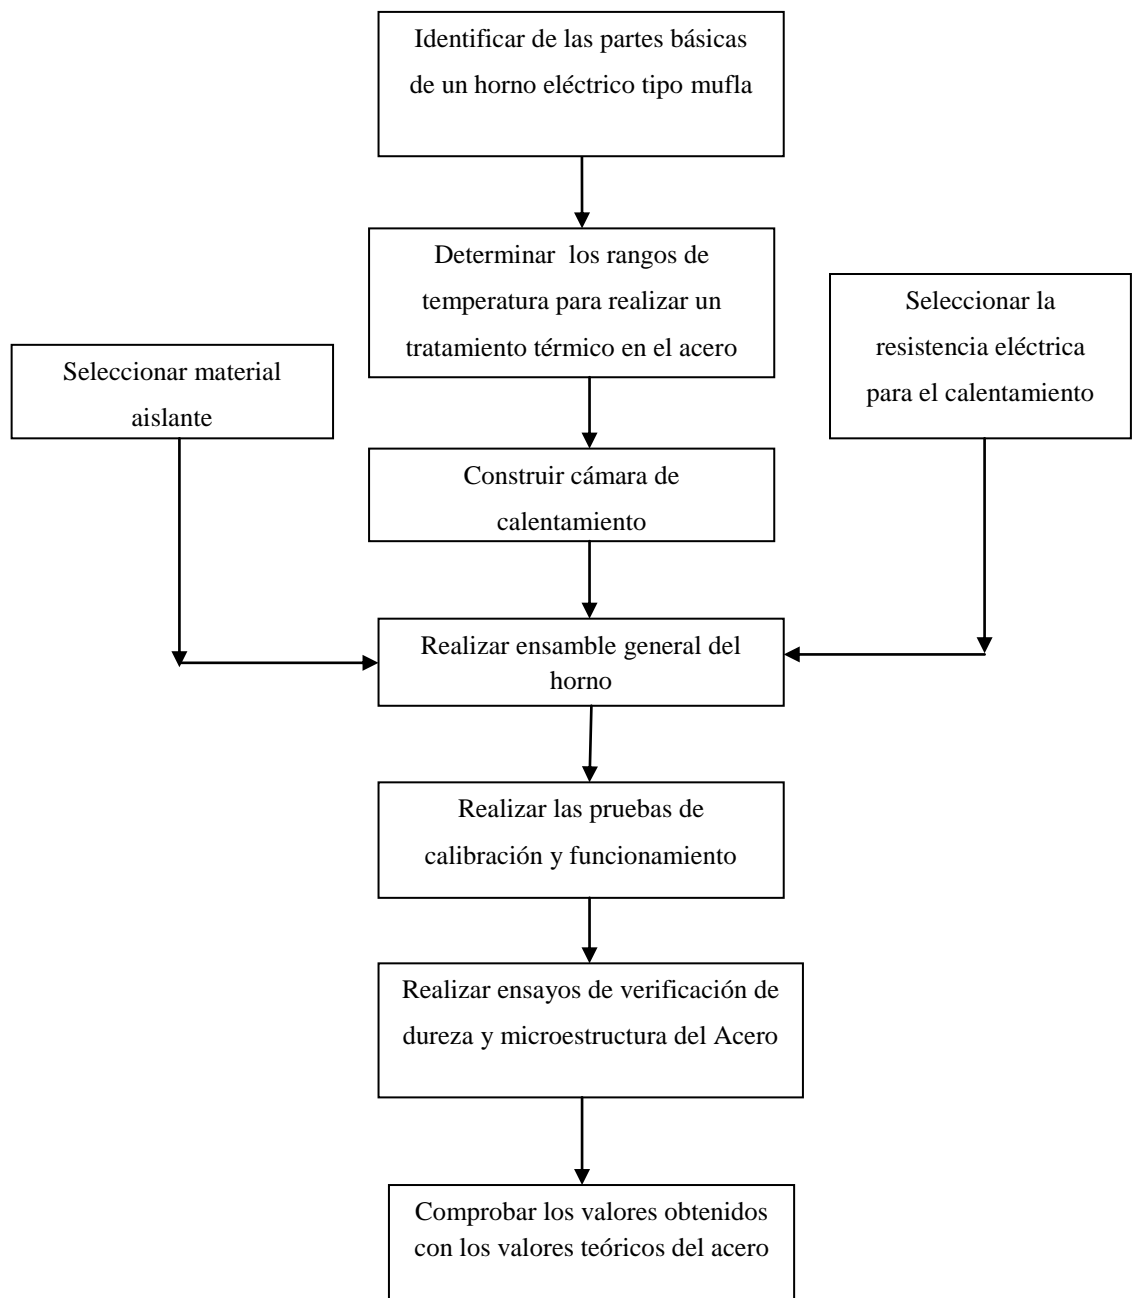 Identificar de las partes básicas
de un horno eléctrico tipo mufla
Determinar  los rangos de
temperatura para realizar un
tratamiento térmico en el acero
Seleccionar la
resistencia eléctrica
para el calentamiento
Seleccionar material
aislante
Construir cámara de
calentamiento
Realizar ensamble general del
horno
Realizar las pruebas de
calibración y funcionamiento
Realizar ensayos de verificación de
dureza y microestructura del Acero
Comprobar los valores obtenidos
con los valores teóricos del acero